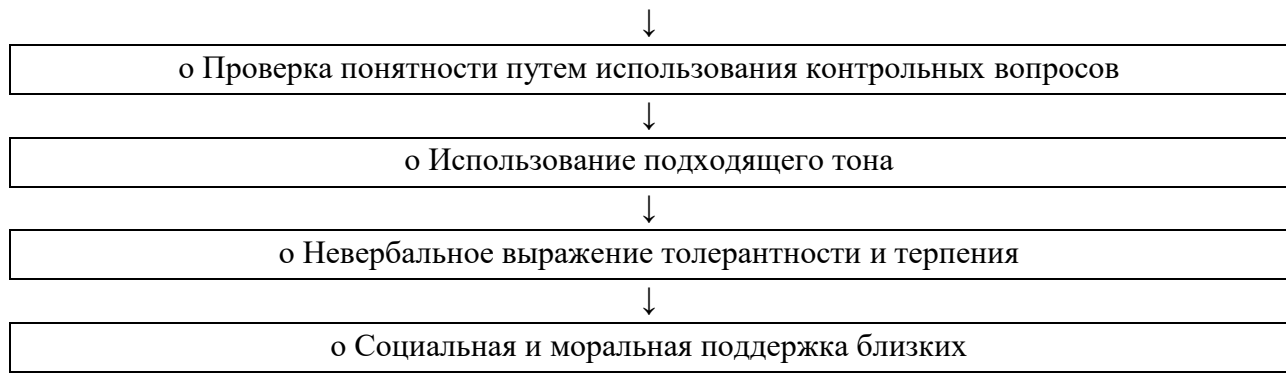 ↓
o Проверка понятности путем использования контрольных вопросов
↓
o Использование подходящего тона
↓
o Невербальное выражение толерантности и терпения
↓
o Социальная и моральная поддержка близких